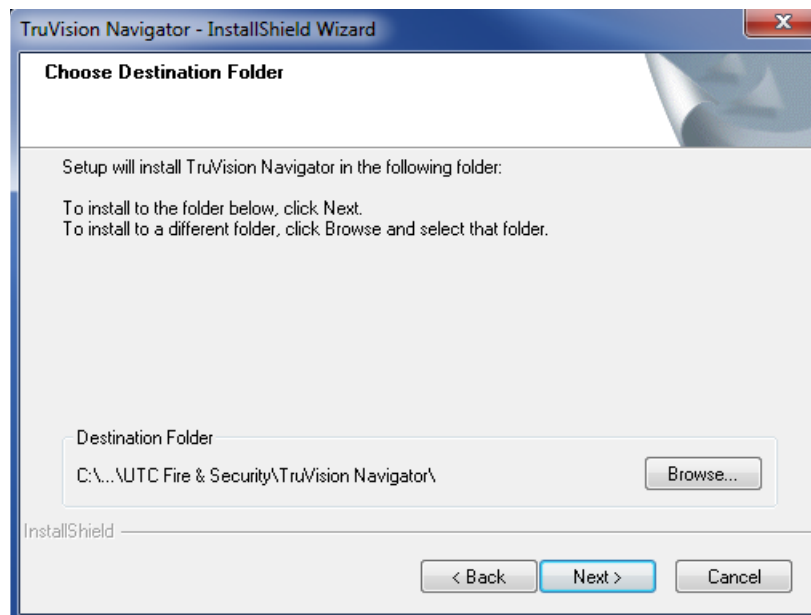 TruVision Navigator - InstallShield Wizard
Choose Destination Folder
Setup will install TruVision Navigator in the following folder:
To install to the folder below, click Next.
To install to a different folder, click Browse and select that folder.
Destination Folder
C:\...\UTC Fire & Security\TruVision Navigator\
Browse...
InstallShield
< Back
Next >
Cancel